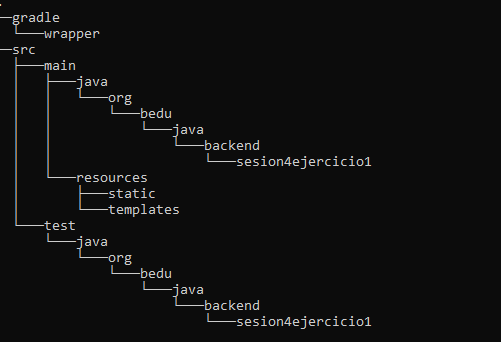 gradle
wrapper
src
main
java
org
bedu
java
backend
sesion4ejercicio1
resources
static
templates
test
java
org
bedu
java
backend
sesion4ejercicio1